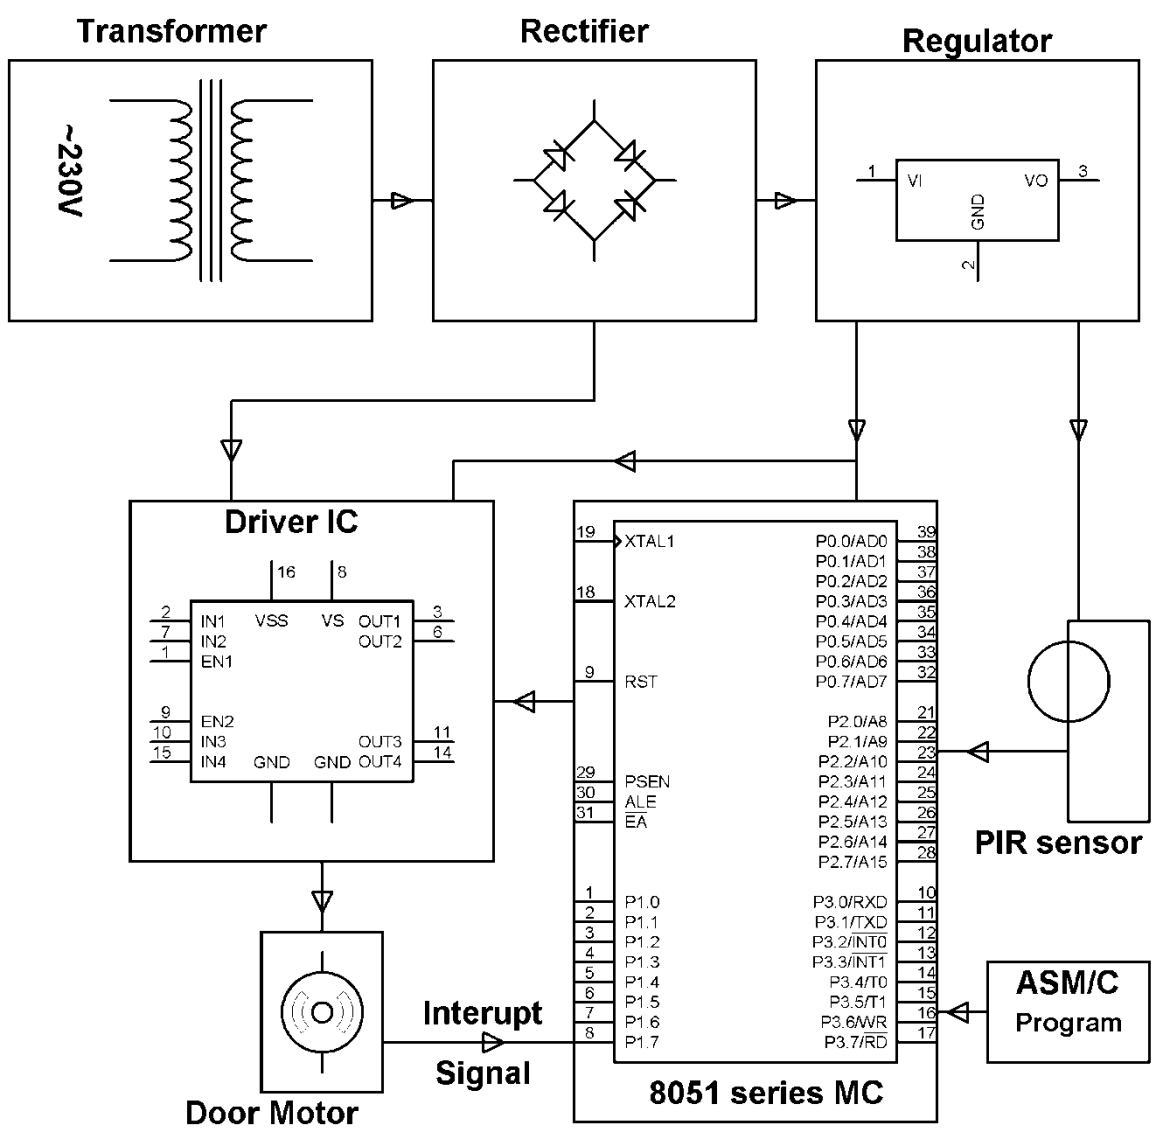 Transformer
Rectifier
Regulator
~230V
1
VI
VO
3
GND
2
Driver IC
16
8
VSS
VS
2
IN1
7
IN2
1
EN1
9
EN2
10
IN3
15
IN4
OUT1
3
OUT2
6
OUT3
11
OUT4
14
GND
GND
19
XTAL1
18
XTAL2
9
RST
29
PSEN
30
ALE
31
EA
1
P1.0
2
P1.1
3
P1.2
4
P1.3
5
P1.4
6
P1.5
7
P1.6
8
P1.7
P0.0/AD0
39
P0.1/AD1
38
P0.2/AD2
37
P0.3/AD3
36
P0.4/AD4
35
P0.5/AD5
34
P0.6/AD6
33
P0.7/AD7
32
P2.0/A8
21
P2.1/A9
22
P2.2/A10
23
P2.3/A11
24
P2.4/A12
25
P2.5/A13
26
P2.6/A14
27
P2.7/A15
28
P3.0/RXD
10
P3.1/TXD
11
P3.2/INT0
12
P3.3/INT1
13
P3.4/T0
14
P3.5/T1
15
P3.6/WR
16
P3.7/RD
17
8051 series MC
PIR sensor
ASM/C
Program
Interupt
Signal
Door Motor